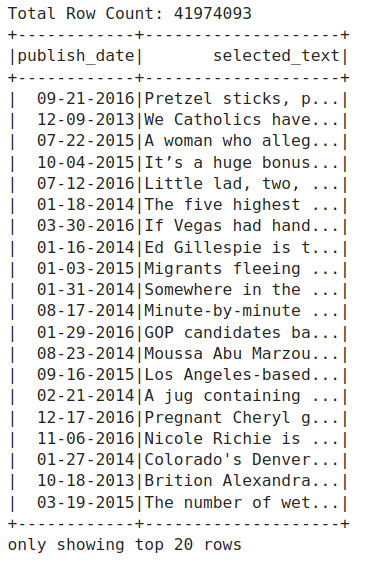 Total Row Count: 41974093
+------------+--------------------+
|publish_date|       selected_text|
+------------+--------------------+
|  09-21-2016|Pretzel sticks, p...|
|  12-09-2013|We Catholics have...|
|  07-22-2015|A woman who alleg...|
|  10-04-2015|It’s a huge bonus...|
|  07-12-2016|Little lad, two, ...|
|  01-18-2014|The five highest ...|
|  03-30-2016|If Vegas had hand...|
|  01-16-2014|Ed Gillespie is t...|
|  01-03-2015|Migrants fleeing ...|
|  01-31-2014|Somewhere in the ...|
|  08-17-2014|Minute-by-minute ...|
|  01-29-2016|GOP candidates ba...|
|  08-23-2014|Moussa Abu Marzou...|
|  09-16-2015|Los Angeles-based...|
|  02-21-2014|A jug containing ...|
|  12-17-2016|Pregnant Cheryl g...|
|  11-06-2016|Nicole Richie is ...|
|  01-27-2014|Colorado's Denver...|
|  10-18-2013|Brition Alexandra...|
|  03-19-2015|The number of wet...|
+------------+--------------------+
only showing top 20 rows